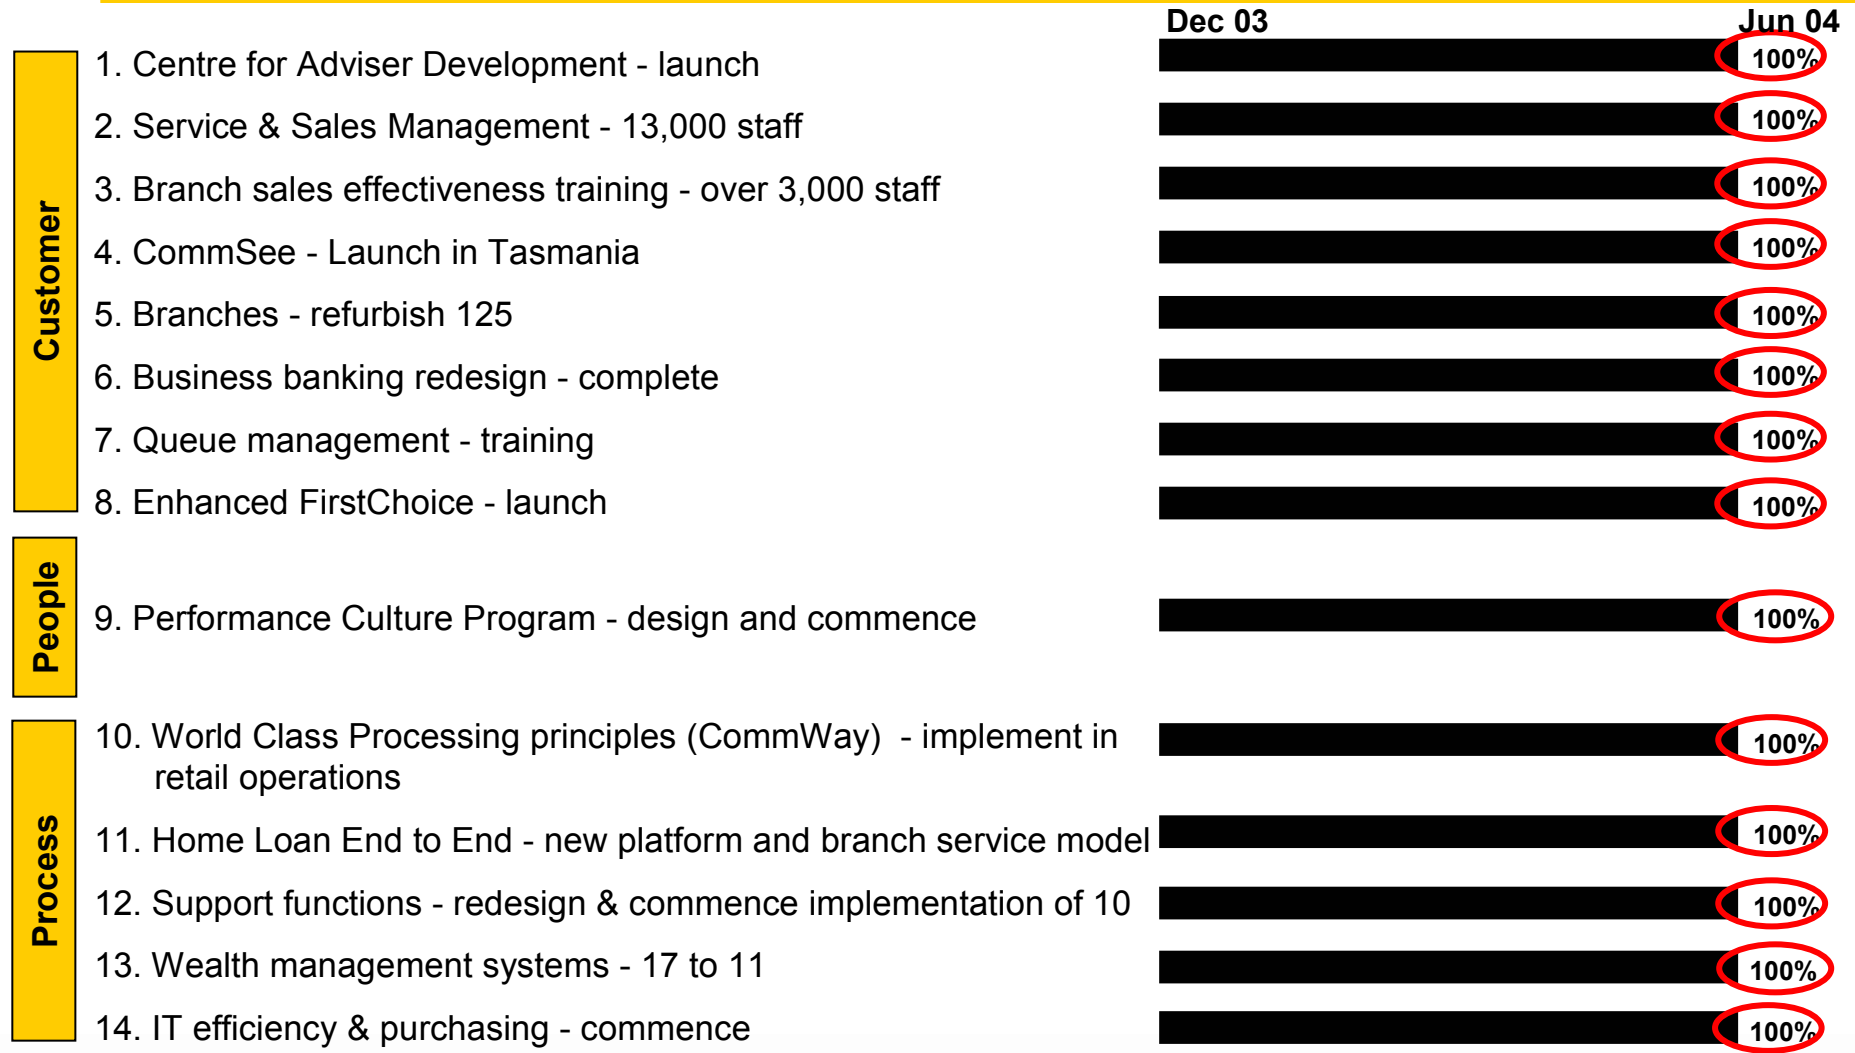 Dec 03 Jun 04
Customer
1. Centre for Adviser Development - launch 100%
2. Service & Sales Management - 13,000 staff 100%
3. Branch sales effectiveness training - over 3,000 staff 100%
4. CommSee - Launch in Tasmania 100%
5. Branches - refurbish 125 100%
6. Business banking redesign - complete 100%
7. Queue management - training 100%
8. Enhanced FirstChoice - launch 100%
People
9. Performance Culture Program - design and commence 100%
Process
10. World Class Processing principles (CommWay) - implement in 100%
retail operations
11. Home Loan End to End - new platform and branch service model 100%
12. Support functions - redesign & commence implementation of 10 100%
13. Wealth management systems - 17 to 11 100%
14. IT efficiency & purchasing - commence 100%